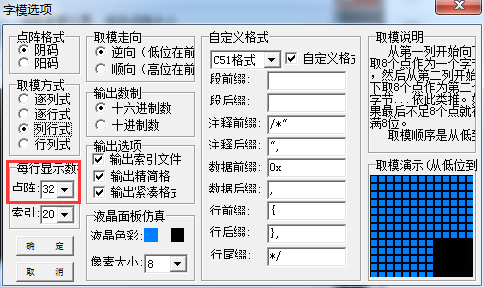 字模选项
点阵格式
阴码
阳码
取模方式
逐列式
逐行式
列行式
行列式
每行显示数
点阵: 32
索引: 20
确 定
取 消
取模走向
逆向（低位在前
顺向（高位在前
输出数制
十六进制数
十进制数
输出选项
输出索引文件
输出精简格
输出紧凑格式
液晶面板仿真
液晶色彩:
像素大小: 8
自定义格式
C51格式 自定义格式
段前缀:
段后缀:
注释前缀: /*"
注释后缀: ",
数据前缀: 0x
数据后缀: ,
行前缀: {
行后缀: },
行尾缀: */
取模说明
从第一列开始向下
取8个点作为一个字
，然后从第二列
下取8个点作为第二
字节...依此类推。如
果最后不足8个点就
满8位。
取模顺序是从低到
取模演示(从低位到